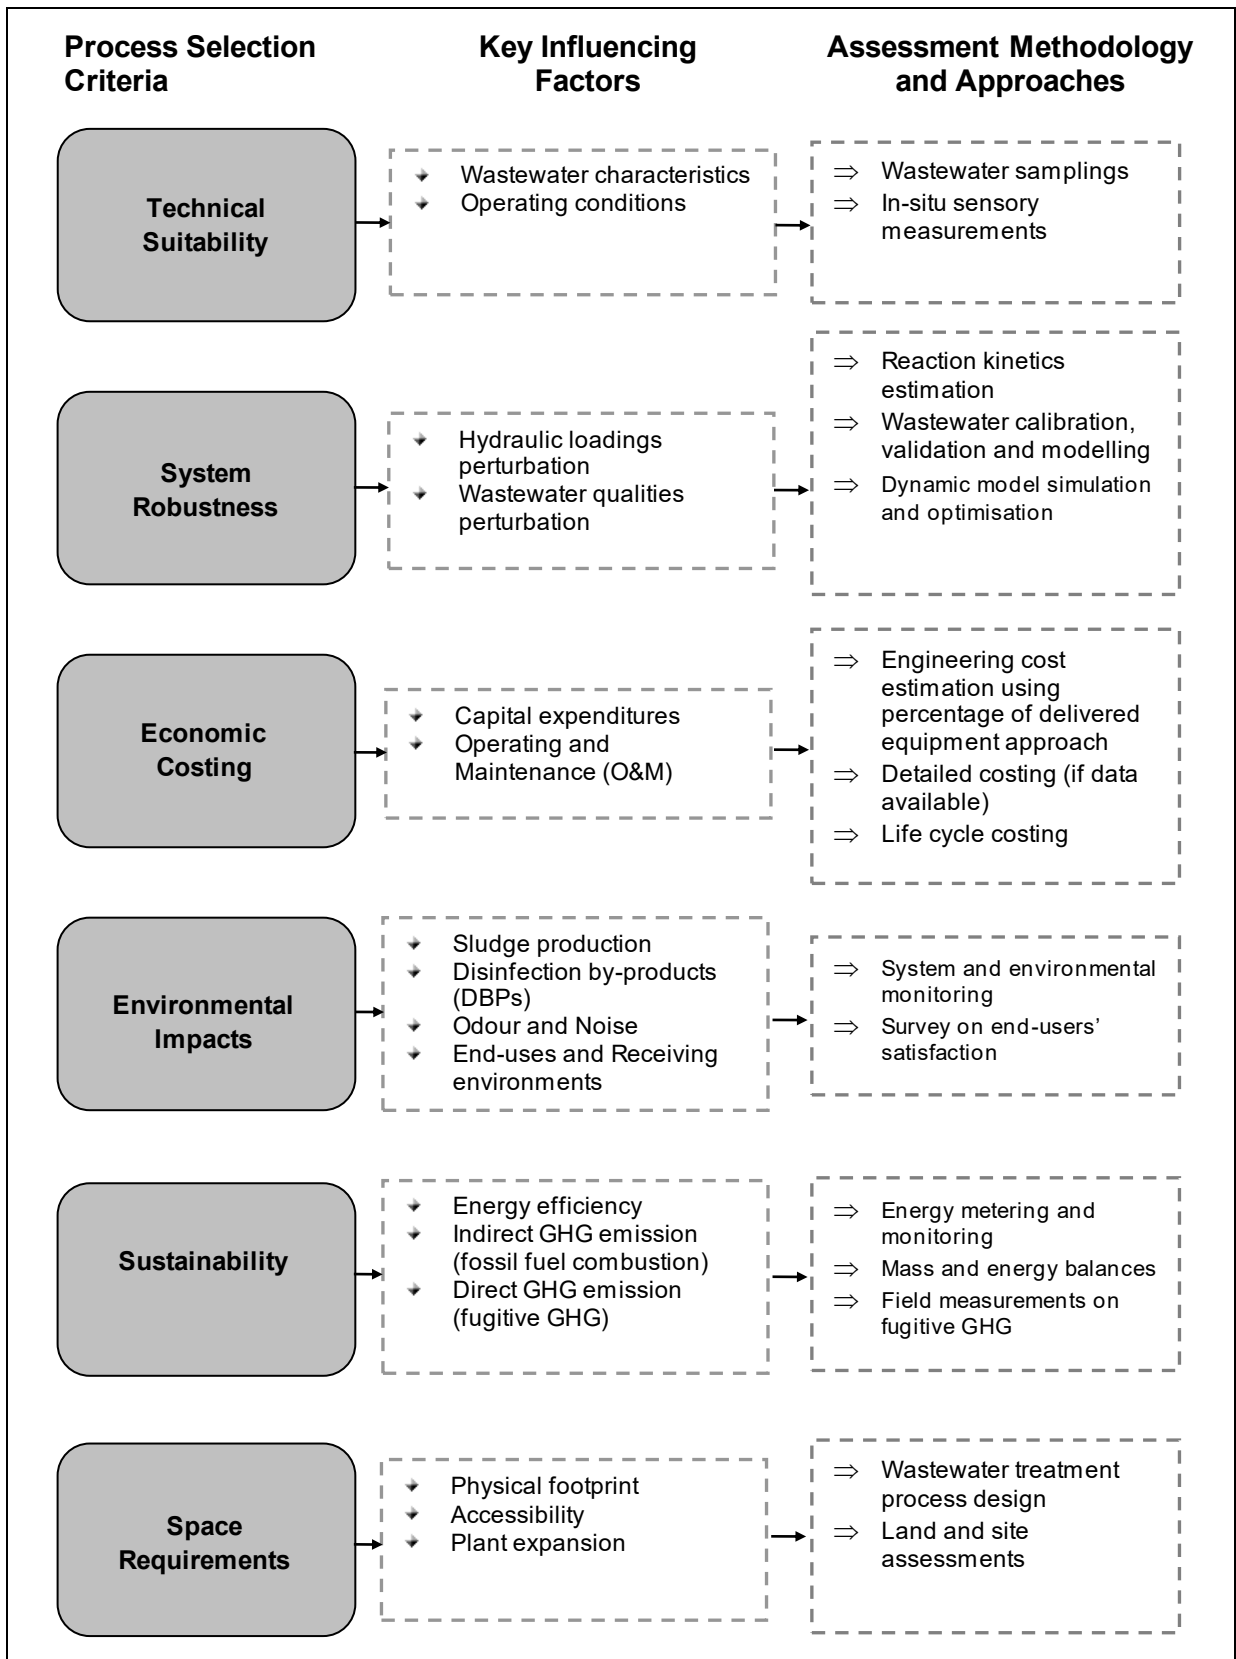 Process Selection
Criteria
Key Influencing
Factors
Assessment Methodology
and Approaches
Technical
Suitability
Wastewater characteristics
Operating conditions
⇒ Wastewater samplings
⇒ In-situ sensory
measurements
System
Robustness
Hydraulic loadings
perturbation
Wastewater qualities
perturbation
⇒ Reaction kinetics
estimation
⇒ Wastewater calibration,
validation and modelling
⇒ Dynamic model simulation
and optimisation
Economic
Costing
Capital expenditures
Operating and
Maintenance (O&M)
⇒ Engineering cost
estimation using
percentage of delivered
equipment approach
⇒ Detailed costing (if data
available)
⇒ Life cycle costing
Environmental
Impacts
Sludge production
Disinfection by-products
(DBPs)
Odour and Noise
End-uses and Receiving
environments
⇒ System and environmental
monitoring
⇒ Survey on end-users’
satisfaction
Sustainability
Energy efficiency
Indirect GHG emission
(fossil fuel combustion)
Direct GHG emission
(fugitive GHG)
⇒ Energy metering and
monitoring
⇒ Mass and energy balances
⇒ Field measurements on
fugitive GHG
Space
Requirements
Physical footprint
Accessibility
Plant expansion
⇒ Wastewater treatment
process design
⇒ Land and site
assessments